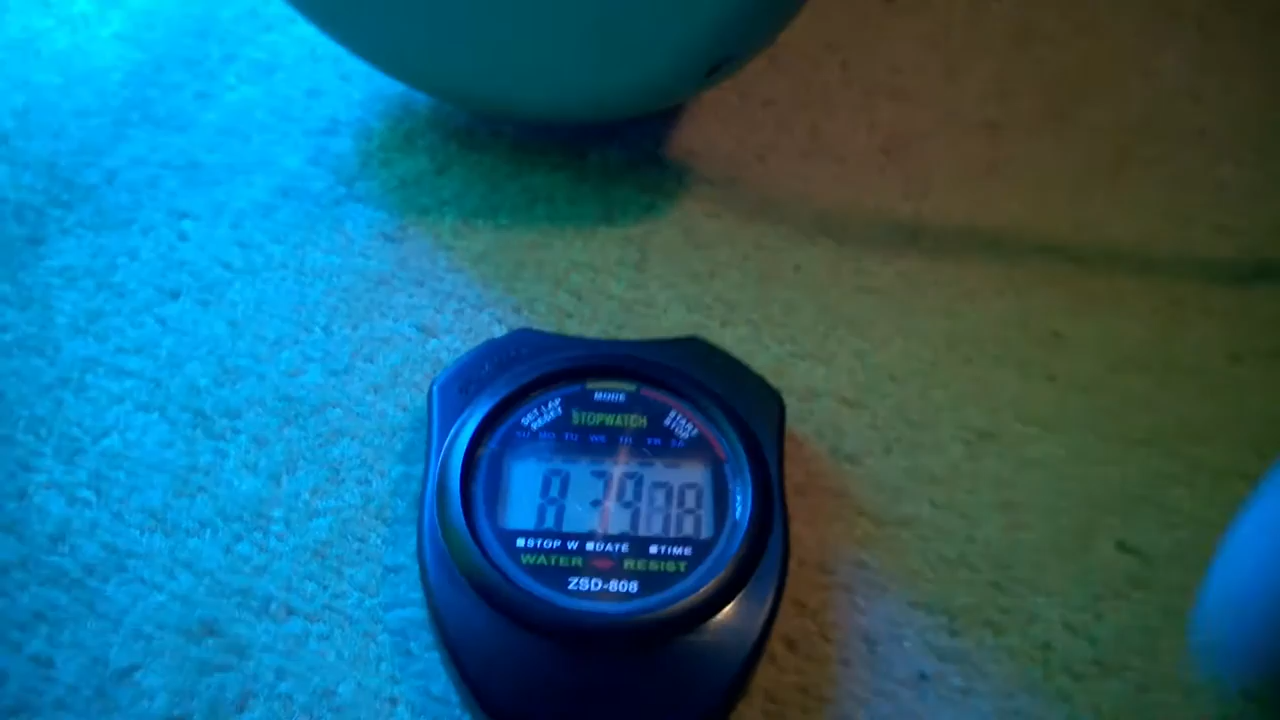 MODE
SET LAP
RESET
STOPWATCH
START
STOP
SU MO TU WE TH FR SA
STOP W DATE TIME
WATER RESIST
ZSD-808